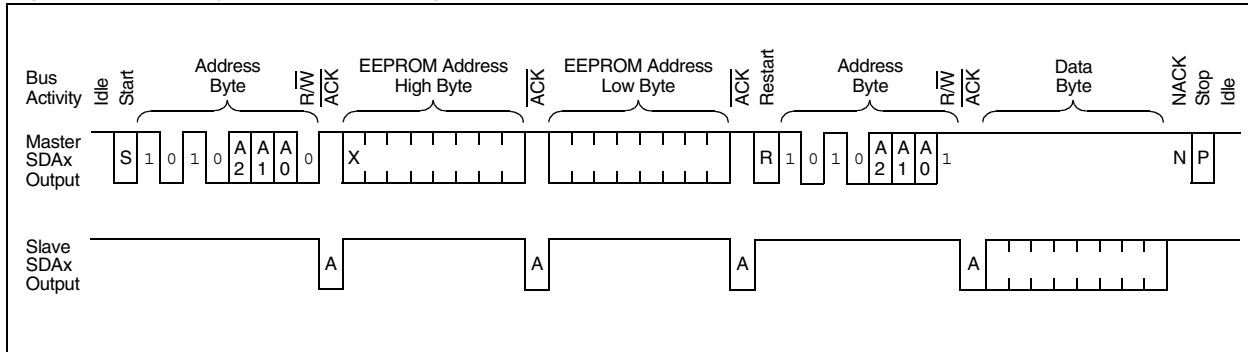 Bus Activity
Idle
Start
Address Byte
R/W
ACK
EEPROM Address High Byte
ACK
EEPROM Address Low Byte
ACK
Restart
Address Byte
R/W
ACK
Data Byte
NACK
Stop
Idle
Master SDAx Output
S 1 0 1 0 A2 A1 A0 0 X R 1 0 1 0 A2 A1 A0 1 N P
Slave SDAx Output
A A A A